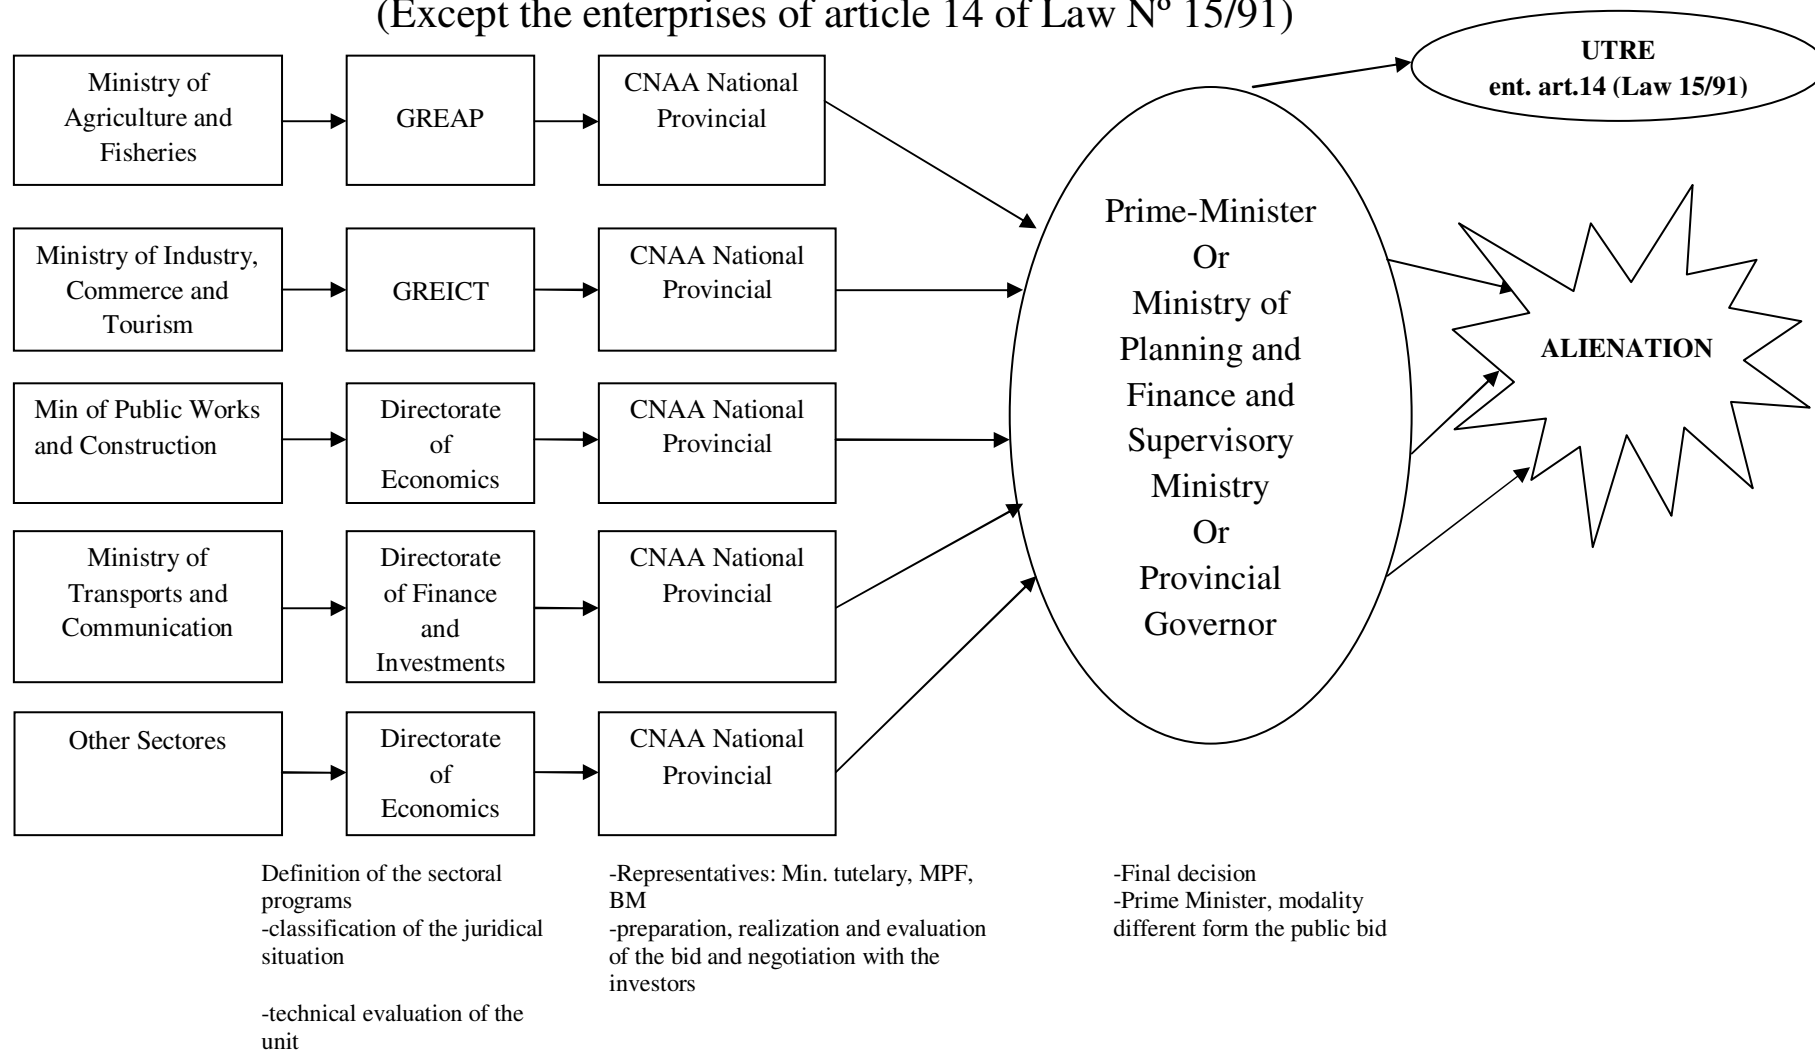 (Except the enterprises of article 14 of Law Nº 15/91)
UTRE
ent. art.14 (Law 15/91)
Ministry of
Agriculture and
Fisheries
GREAP
CNAA National
Provincial
Ministry of Industry,
Commerce and
Tourism
GREICT
CNAA National
Provincial
Min of Public Works
and Construction
Directorate
of
Economics
CNAA National
Provincial
Ministry of
Transports and
Communication
Directorate
of Finance
and
Investments
CNAA National
Provincial
Other Sectores
Directorate
of
Economics
CNAA National
Provincial
Prime-Minister
Or
Ministry of
Planning and
Finance and
Supervisory
Ministry
Or
Provincial
Governor
ALIENATION
Definition of the sectoral
programs
-classification of the juridical
situation
-technical evaluation of the
unit
-Representatives: Min. tutelary, MPF,
BM
-preparation, realization and evaluation
of the bid and negotiation with the
investors
-Final decision
-Prime Minister, modality
different form the public bid